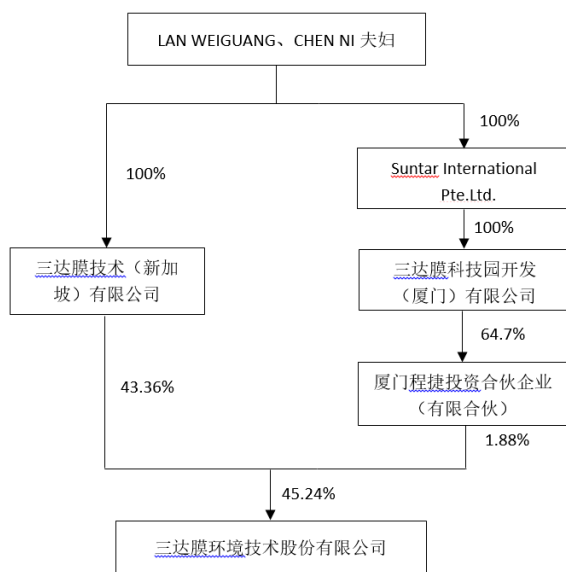 LAN WEIGUANG、CHEN NI 夫妇
100%
100%
Suntar International
Pte.Ltd.
100%
三达膜技术（新加
坡）有限公司
三达膜科技园开发
（厦门）有限公司
64.7%
43.36%
厦门程捷投资合伙企业
（有限合伙）
1.88%
45.24%
三达膜环境技术股份有限公司